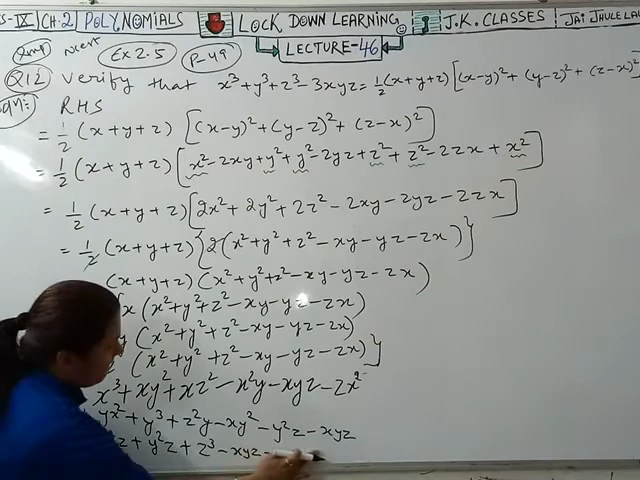 S-IX CH.2 POLYNOMIALS LOCK DOWN LEARNING J.K. CLASSES JAI JHULELA
LECTURE-46
Ncert Ex 2.5 P-49
Q12 Verify that x³+y³+z³-3xyz=½(x+y+z)[(x-y)²+(y-z)²+(z-x)²
RHS
=½(x+y+z)[(x-y)²+(y-z)²+(z-x)²]
=½(x+y+z)[x²-2xy+y²+y²-2yz+z²+z²-2zx+x²]
=½(x+y+z)[2x²+2y²+2z²-2xy-2yz-2zx]
=½(x+y+z){2(x²+y²+z²-xy-yz-zx)}
(x+y+z)(x²+y²+z²-xy-yz-zx)
x(x²+y²+z²-xy-yz-zx)
y(x²+y²+z²-xy-yz-zx)
(x²+y²+z²-xy-yz-zx)}
x³+xy²+xz²-x²y-xyz-zx²
yx²+y³+z²y-xy²-y²z-xyz
z+y²z+z³-xyz-